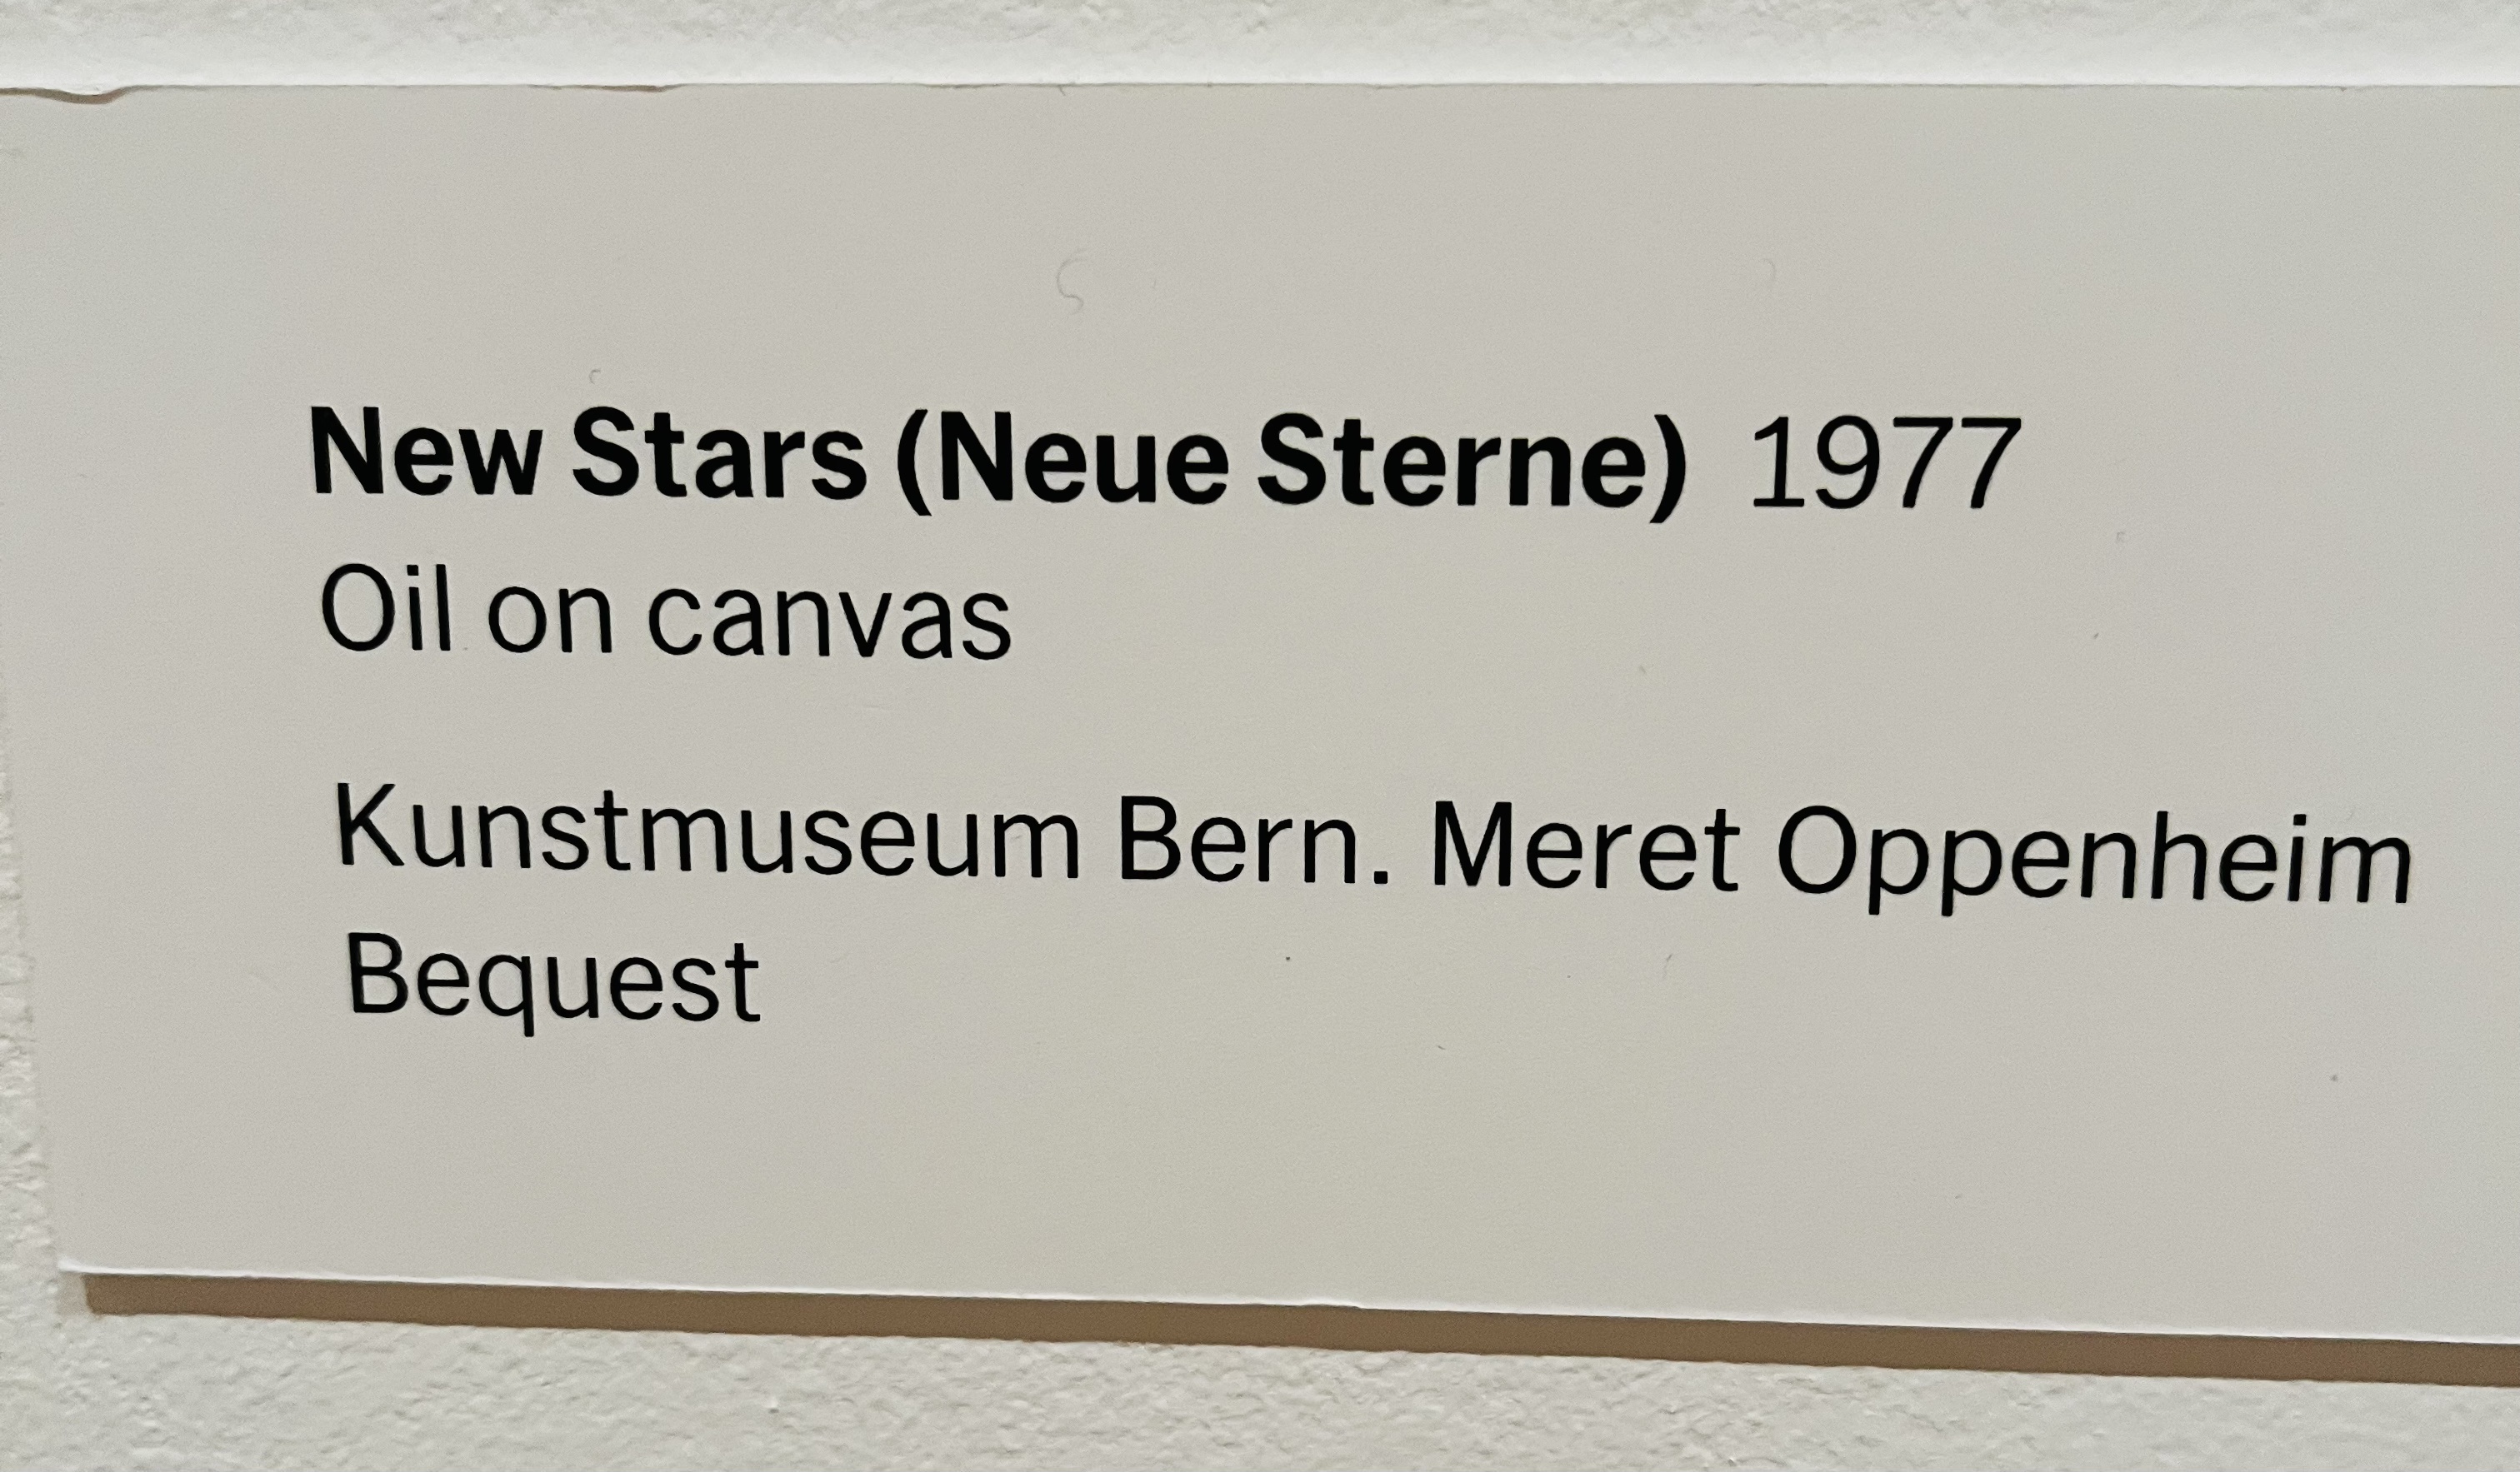 New Stars (Neue Sterne) 1977
Oil on canvas
Kunstmuseum Bern. Meret Oppenheim
Bequest